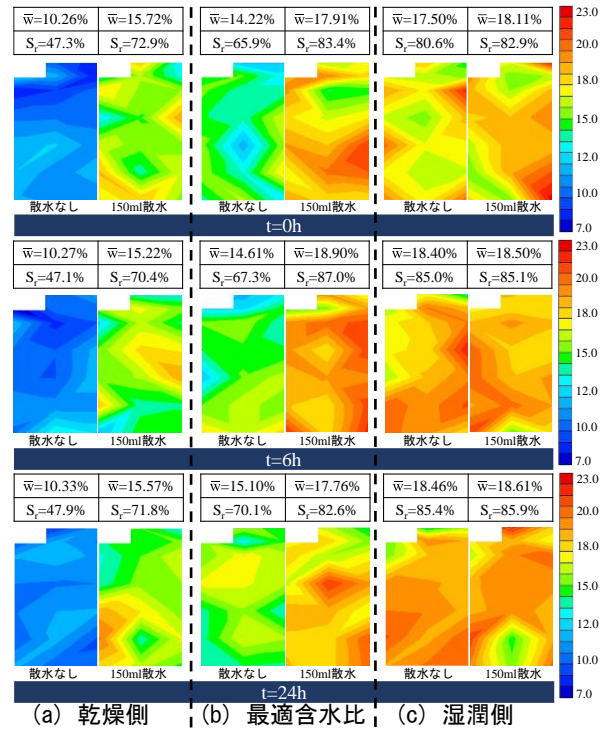 w̅=10.26% w̅=15.72% w̅=14.22% w̅=17.91% w̅=17.50% w̅=18.11%
Sr=47.3% Sr=72.9% Sr=65.9% Sr=83.4% Sr=80.6% Sr=82.9%
23.0
20.0
18.0
15.0
12.0
10.0
7.0
散水なし 150ml散水 散水なし 150ml散水 散水なし 150ml散水
t=0h
w̅=10.27% w̅=15.22% w̅=14.61% w̅=18.90% w̅=18.40% w̅=18.50%
Sr=47.1% Sr=70.4% Sr=67.3% Sr=87.0% Sr=85.0% Sr=85.1%
23.0
20.0
18.0
15.0
12.0
10.0
7.0
散水なし 150ml散水 散水なし 150ml散水 散水なし 150ml散水
t=6h
w̅=10.33% w̅=15.57% w̅=15.10% w̅=17.76% w̅=18.46% w̅=18.61%
Sr=47.9% Sr=71.8% Sr=70.1% Sr=82.6% Sr=85.4% Sr=85.9%
23.0
20.0
18.0
15.0
12.0
10.0
7.0
散水なし 150ml散水 散水なし 150ml散水 散水なし 150ml散水
t=24h
(a) 乾燥側 (b) 最適含水比 (c) 湿潤側